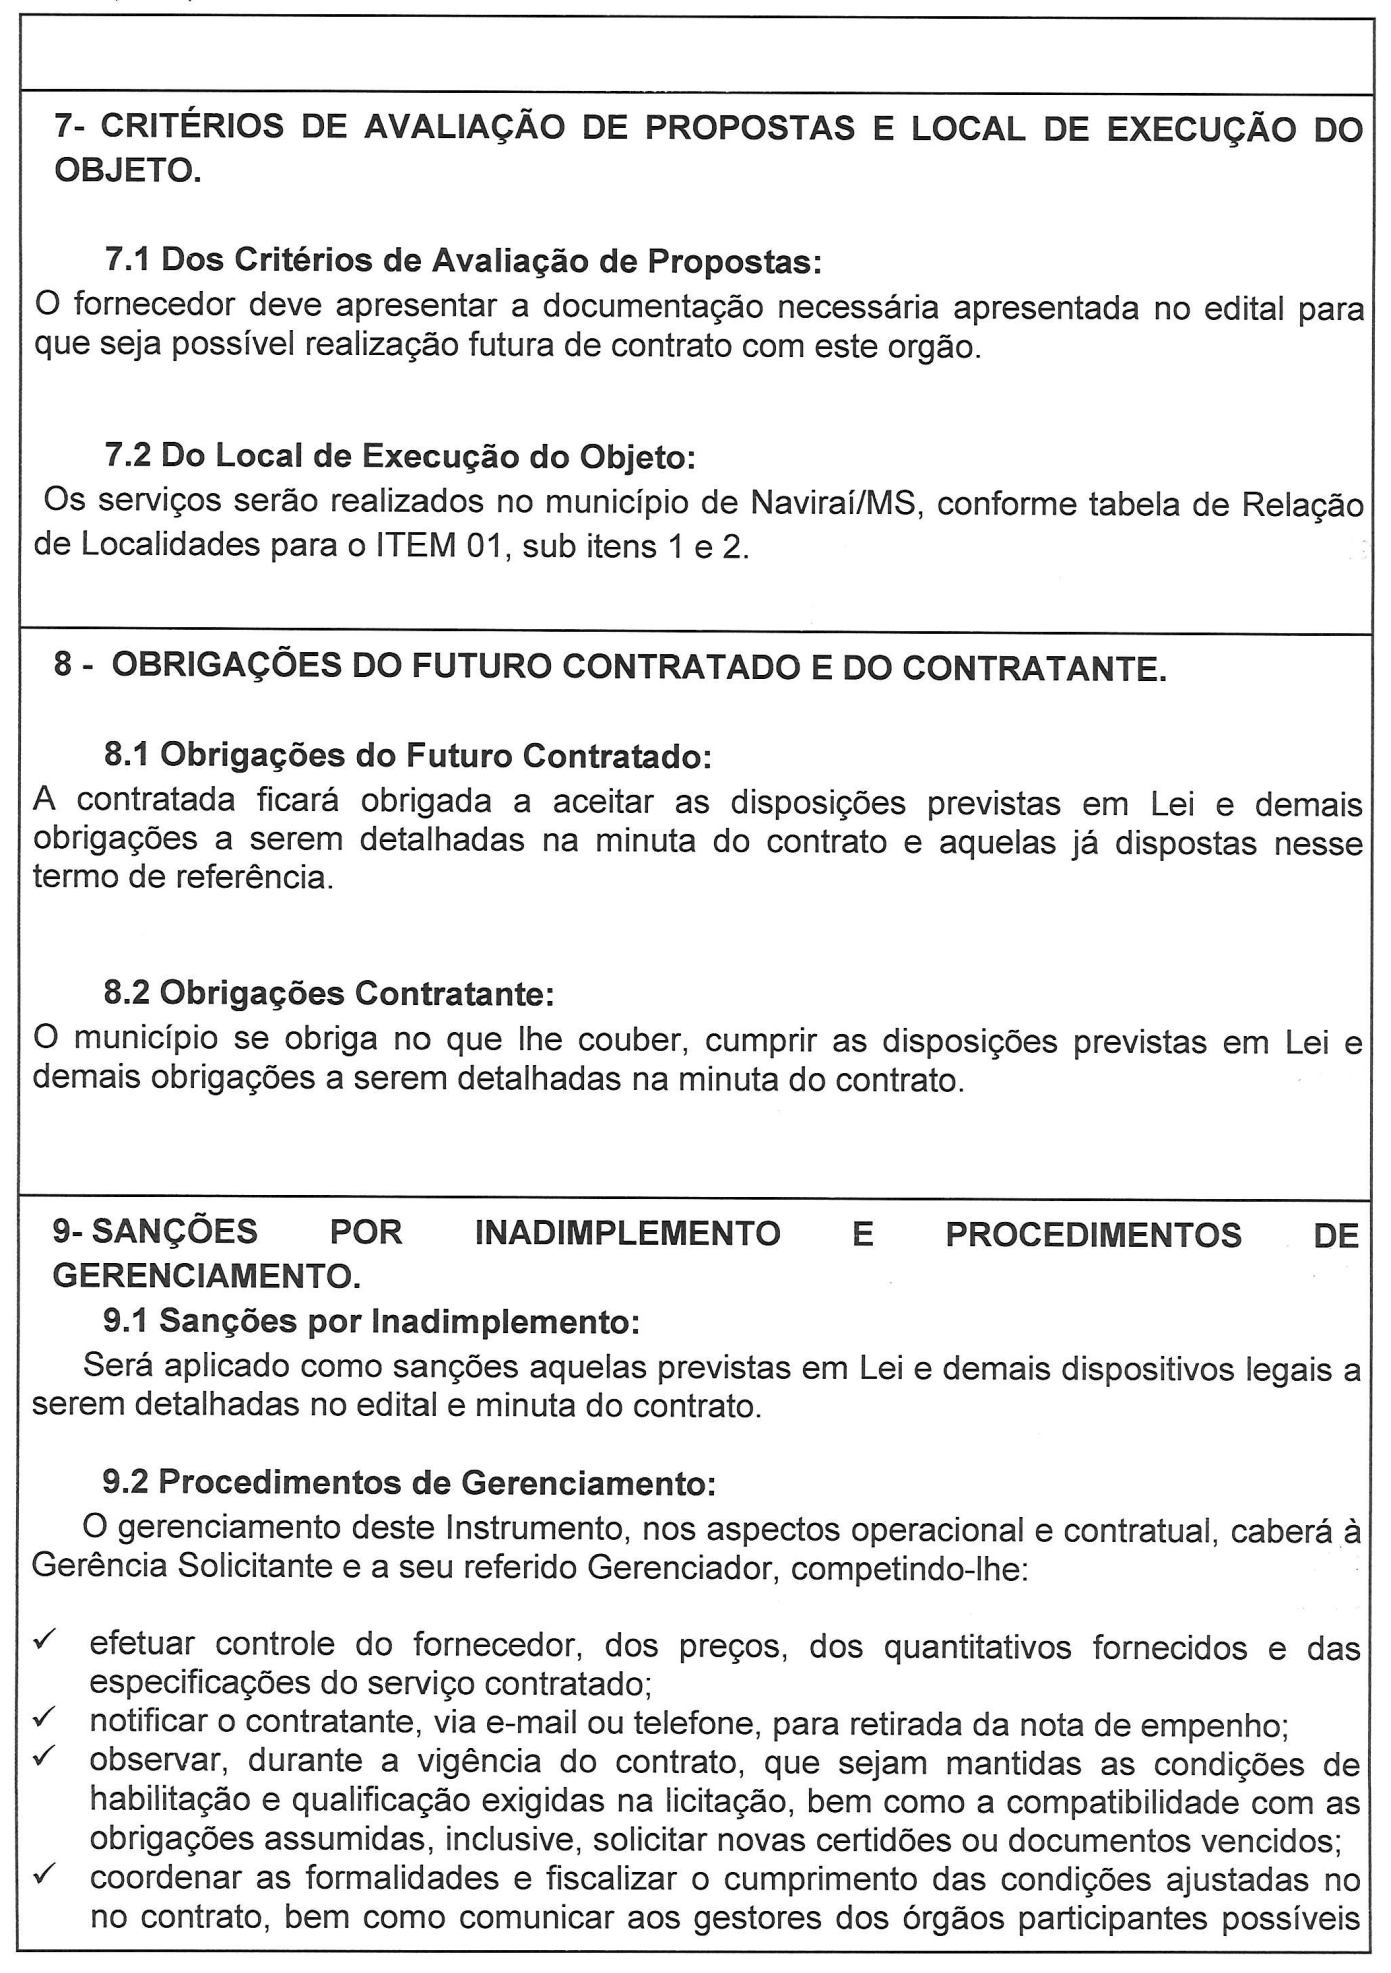 7- CRITÉRIOS DE AVALIAÇÃO DE PROPOSTAS E LOCAL DE EXECUÇÃO DO
OBJETO.
7.1 Dos Critérios de Avaliação de Propostas:
O fornecedor deve apresentar a documentação necessária apresentada no edital para
que seja possível realização futura de contrato com este orgão.
7.2 Do Local de Execução do Objeto:
Os serviços serão realizados no município de Naviraí/MS, conforme tabela de Relação
de Localidades para o ITEM 01, sub itens 1 e 2.
8 - OBRIGAÇÕES DO FUTURO CONTRATADO E DO CONTRATANTE.
8.1 Obrigações do Futuro Contratado:
A contratada ficará obrigada a aceitar as disposições previstas em Lei e demais
obrigações a serem detalhadas na minuta do contrato e aquelas já dispostas nesse
termo de referência.
8.2 Obrigações Contratante:
O município se obriga no que lhe couber, cumprir as disposições previstas em Lei e
demais obrigações a serem detalhadas na minuta do contrato.
9- SANÇÕES POR INADIMPLEMENTO E PROCEDIMENTOS DE
GERENCIAMENTO.
9.1 Sanções por Inadimplemento:
Será aplicado como sanções aquelas previstas em Lei e demais dispositivos legais a
serem detalhadas no edital e minuta do contrato.
9.2 Procedimentos de Gerenciamento:
O gerenciamento deste Instrumento, nos aspectos operacional e contratual, caberá à
Gerência Solicitante e a seu referido Gerenciador, competindo-lhe:
✓ efetuar controle do fornecedor, dos preços, dos quantitativos fornecidos e das
especificações do serviço contratado;
✓ notificar o contratante, via e-mail ou telefone, para retirada da nota de empenho;
✓ observar, durante a vigência do contrato, que sejam mantidas as condições de
habilitação e qualificação exigidas na licitação, bem como a compatibilidade com as
obrigações assumidas, inclusive, solicitar novas certidões ou documentos vencidos;
✓ coordenar as formalidades e fiscalizar o cumprimento das condições ajustadas no
no contrato, bem como comunicar aos gestores dos órgãos participantes possíveis